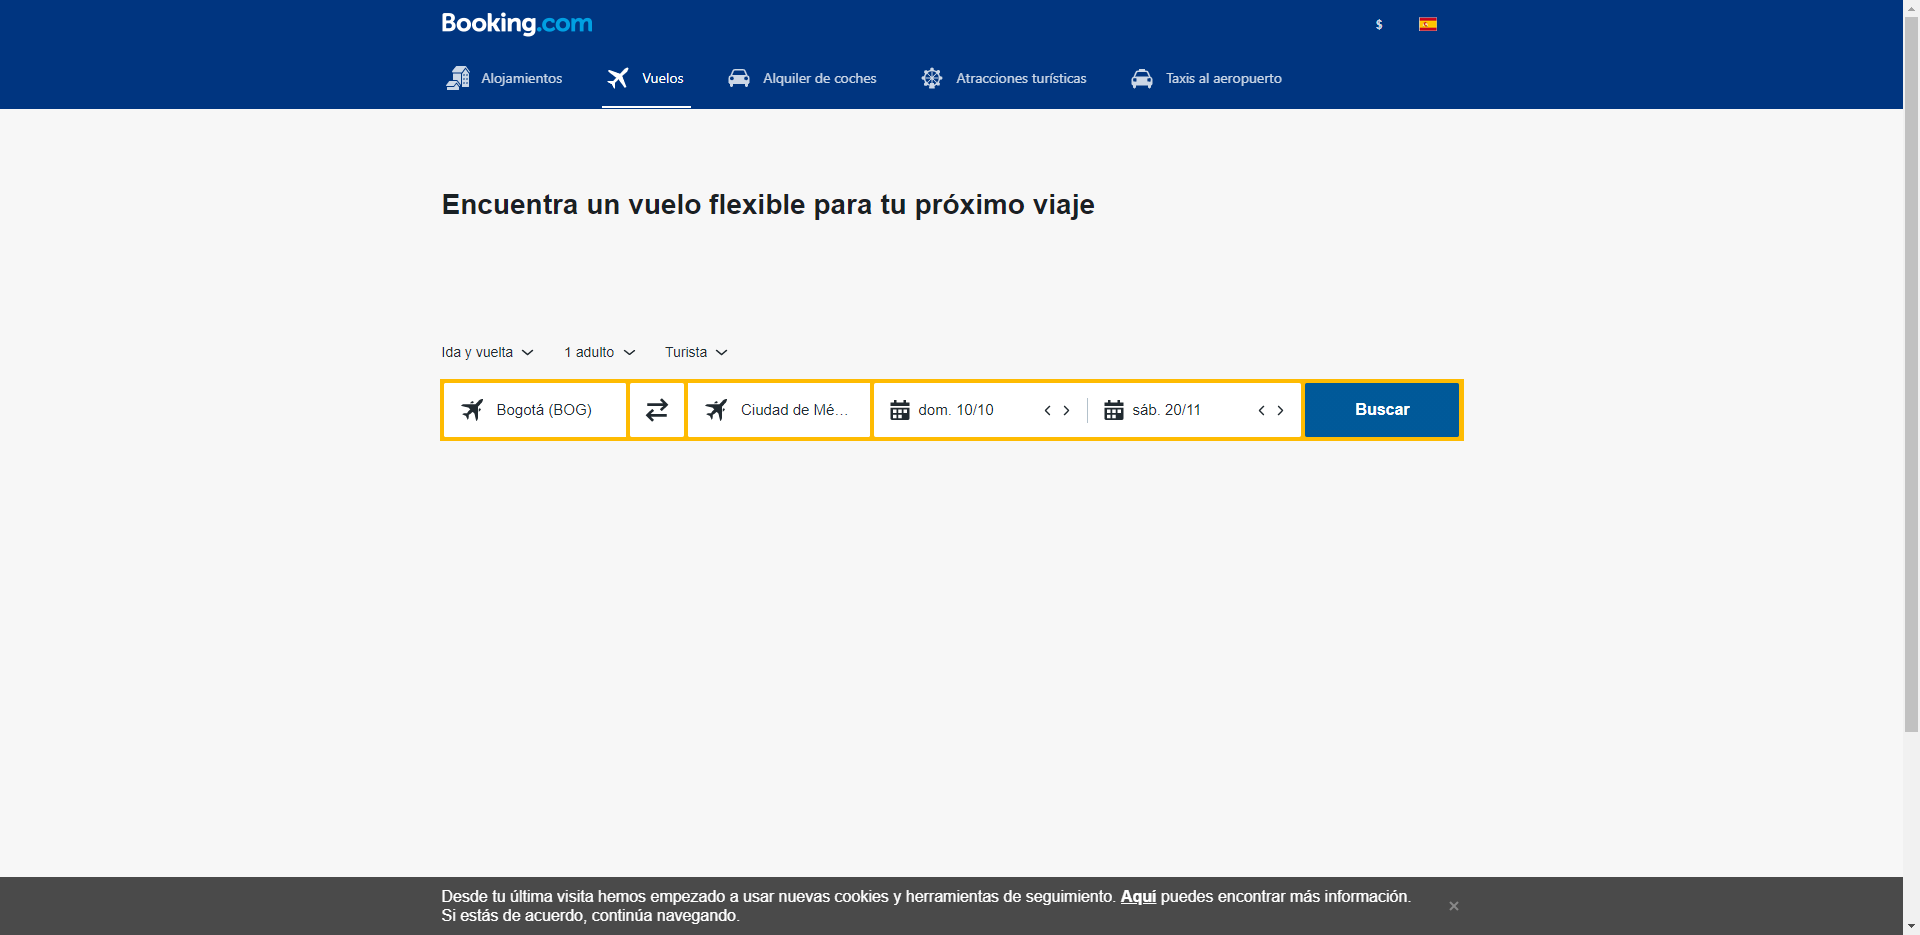 Booking.com
$
Alojamientos
Vuelos
Alquiler de coches
Atracciones turísticas
Taxis al aeropuerto
Encuentra un vuelo flexible para tu próximo viaje
Ida y vuelta
1 adulto
Turista
Bogotá (BOG)
Ciudad de Mé...
dom. 10/10
sáb. 20/11
Buscar
Desde tu última visita hemos empezado a usar nuevas cookies y herramientas de seguimiento. Aquí puedes encontrar más información.
Si estás de acuerdo, continúa navegando.